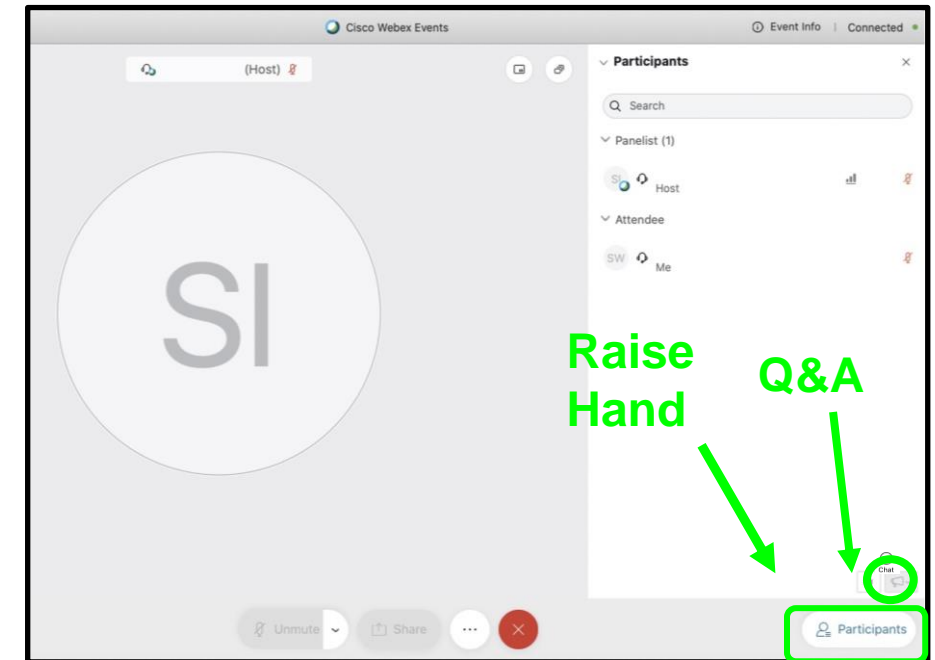 Cisco Webex Events
Event Info | Connected
(Host)
Participants
Search
Panelist (1)
SI Host
Attendee
SW Me
SI
Raise
Hand
Q&A
Chat
Unmute
Share
Participants